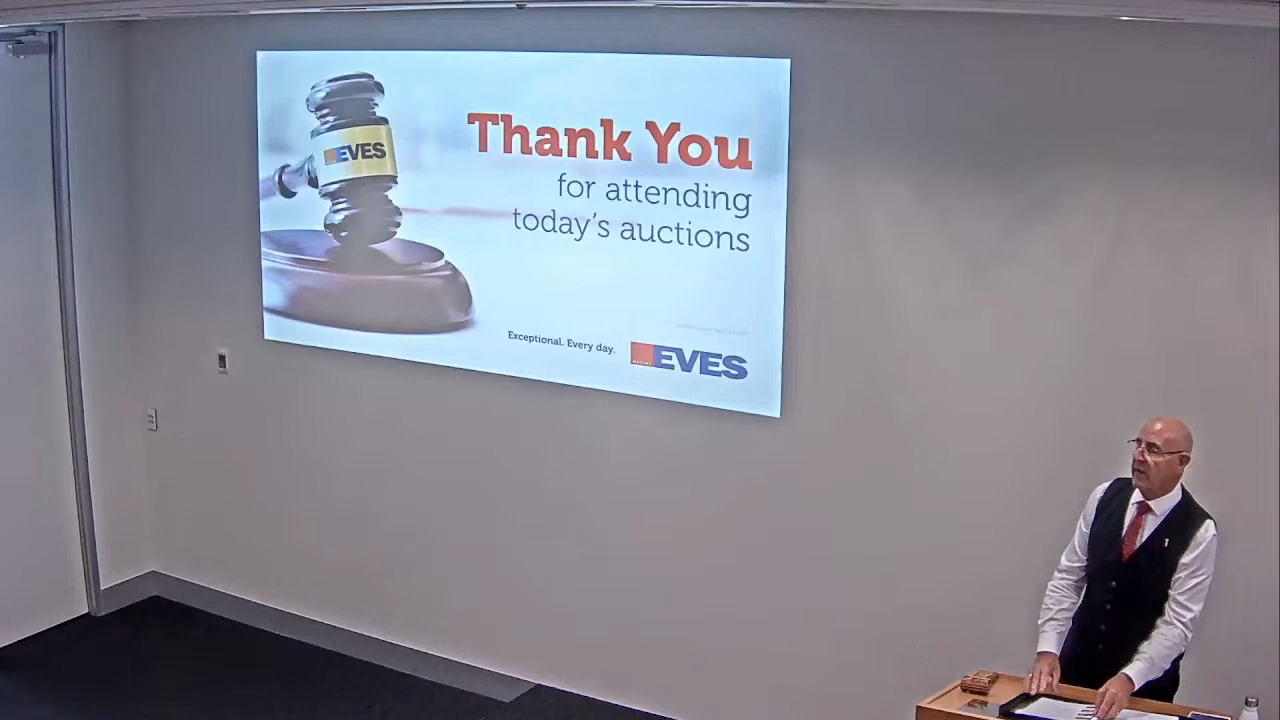 EVES
Thank You
for attending
today's auctions
Exceptional. Every day.
EVES